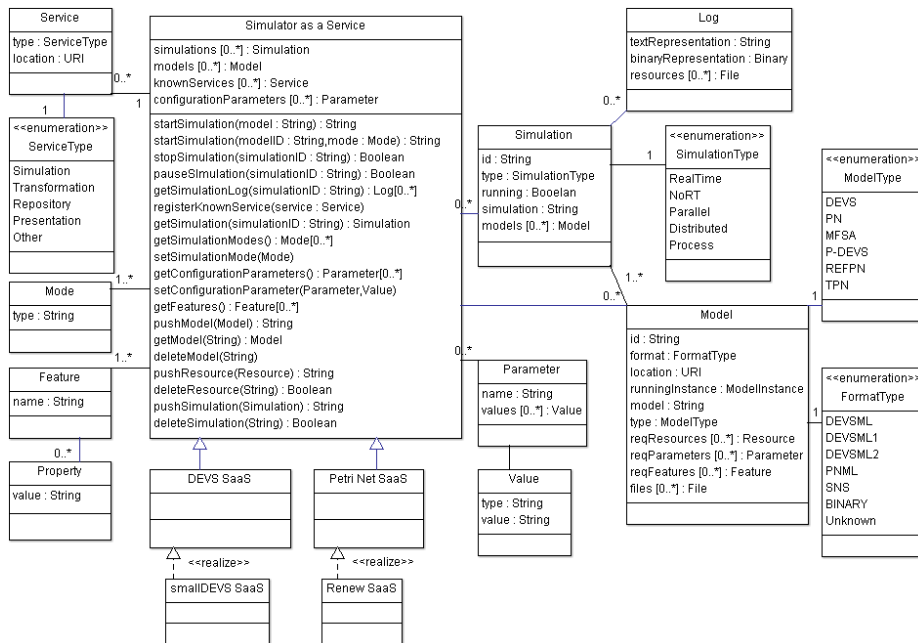 Service
type : ServiceType
location : URI
0..*
1
1
<<enumeration>>
ServiceType
Simulation
Transformation
Repository
Presentation
Other
Mode
type : String
1..*
Feature
name : String
1..*
0..*
Property
value : String
Simulator as a Service
simulations [0..*] : Simulation
models [0..*] : Model
knownServices [0..*] : Service
configurationParameters [0..*] : Parameter
startSimulation(model : String) : String
startSimulation(modelID : String,mode : Mode) : String
stopSimulation(simulationID : String) : Boolean
pauseSImulation(simulationID : String) : Boolean
getSimulationLog(simulationID : String) : Log[0..*]
registerKnownService(service : Service)
getSimulation(simulationID : String) : Simulation
getSimulationModes() : Mode[0..*]
setSimulationMode(Mode)
getConfigurationParameters() : Parameter[0..*]
setConfigurationParameter(Parameter,Value)
getFeatures() : Feature[0..*]
pushModel(Model) : String
getModel(String) : Model
deleteModel(String)
pushResource(Resource) : String
deleteResource(String) : Boolean
pushSimulation(Simulation) : String
deleteSimulation(String) : Boolean
DEVS SaaS
Petri Net SaaS
<<realize>>
<<realize>>
smallDEVS SaaS
Renew SaaS
Log
textRepresentation : String
binaryRepresentation : Binary
resources [0..*] : File
0..*
Simulation
id : String
type : SimulationType
running : Booelan
simulation : String
models [0..*] : Model
0..*
1
<<enumeration>>
SimulationType
RealTime
NoRT
Parallel
Distributed
Process
1..*
0..*
Model
id : String
format : FormatType
location : URI
runningInstance : ModelInstance
model : String
type : ModelType
reqResources [0..*] : Resource
reqParameters [0..*] : Parameter
reqFeatures [0..*] : Feature
files [0..*] : File
0..*
Parameter
name : String
values [0..*] : Value
Value
type : String
value : String
<<enumeration>>
ModelType
DEVS
PN
MFSA
P-DEVS
REFPN
TPN
1
<<enumeration>>
FormatType
DEVSML
DEVSML1
DEVSML2
PNML
SNS
BINARY
Unknown
1